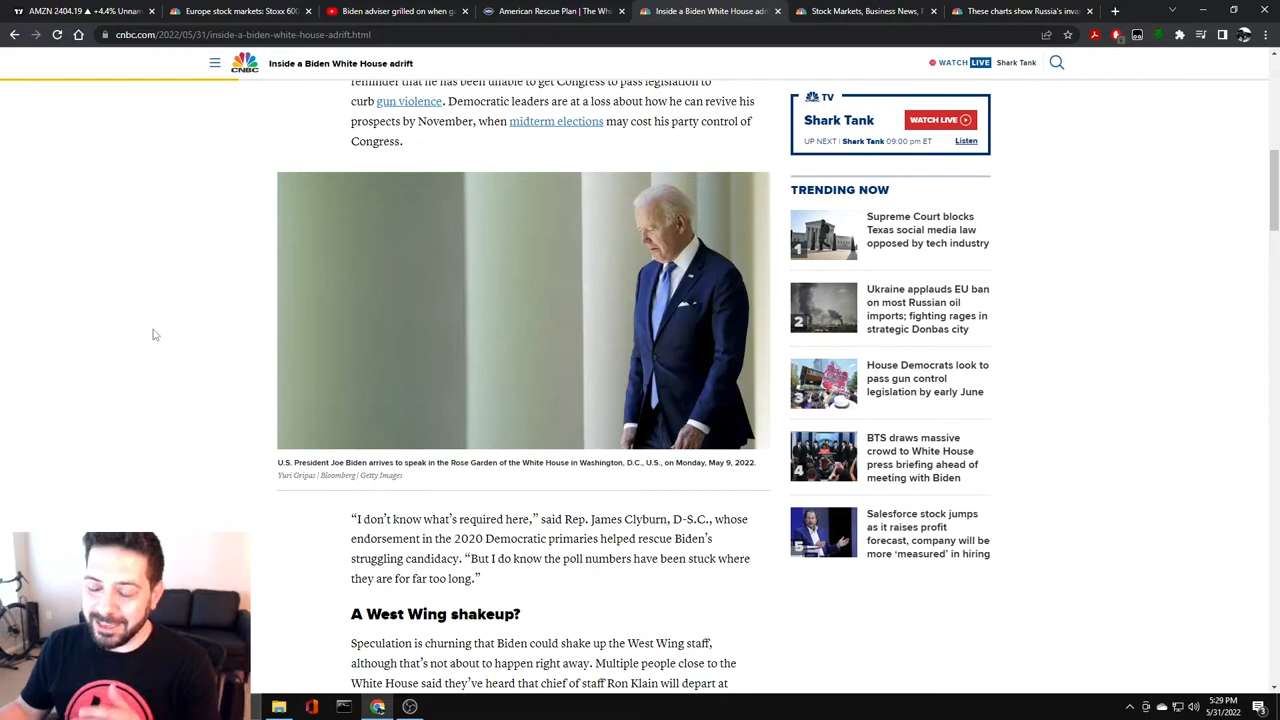 AMZN 2404.19 ▲ +4.4% Unnam
Europe stock markets Stoxx 600
Biden advisor grilled on when g
American Rescue Plan | The Whi
Inside a Biden White House adri
Stock Markets, Business News, F
These charts show Russia's inva
cnbc.com/2022/05/31/inside-a-biden-white-house-adrift.html
CNBC
Inside a Biden White House adrift
WATCH LIVE Shark Tank
reminder that he has been unable to get Congress to pass legislation to
curb gun violence. Democratic leaders are at a loss about how he can revive his
prospects by November, when midterm elections may cost his party control of
Congress.
U.S. President Joe Biden arrives to speak in the Rose Garden of the White House in Washington, D.C., U.S., on Monday, May 9, 2022.
Yuri Gripas | Bloomberg | Getty Images
“I don’t know what’s required here,” said Rep. James Clyburn, D-S.C., whose
endorsement in the 2020 Democratic primaries helped rescue Biden’s
struggling candidacy. “But I do know the poll numbers have been stuck where
they are for far too long.”
A West Wing shakeup?
Speculation is churning that Biden could shake up the West Wing staff,
although that’s not about to happen right away. Multiple people close to the
White House said they’ve heard that chief of staff Ron Klain will depart at
TV
Shark Tank
WATCH LIVE
UP NEXT | Shark Tank 09:00 pm ET
Listen
TRENDING NOW
1
Supreme Court blocks
Texas social media law
opposed by tech industry
2
Ukraine applauds EU ban
on most Russian oil
imports; fighting rages in
strategic Donbas city
3
House Democrats look to
pass gun control
legislation by early June
4
BTS draws massive
crowd to White House
press briefing ahead of
meeting with Biden
5
Salesforce stock jumps
as it raises profit
forecast, company will be
more ‘measured’ in hiring
5:29 PM
5/31/2022